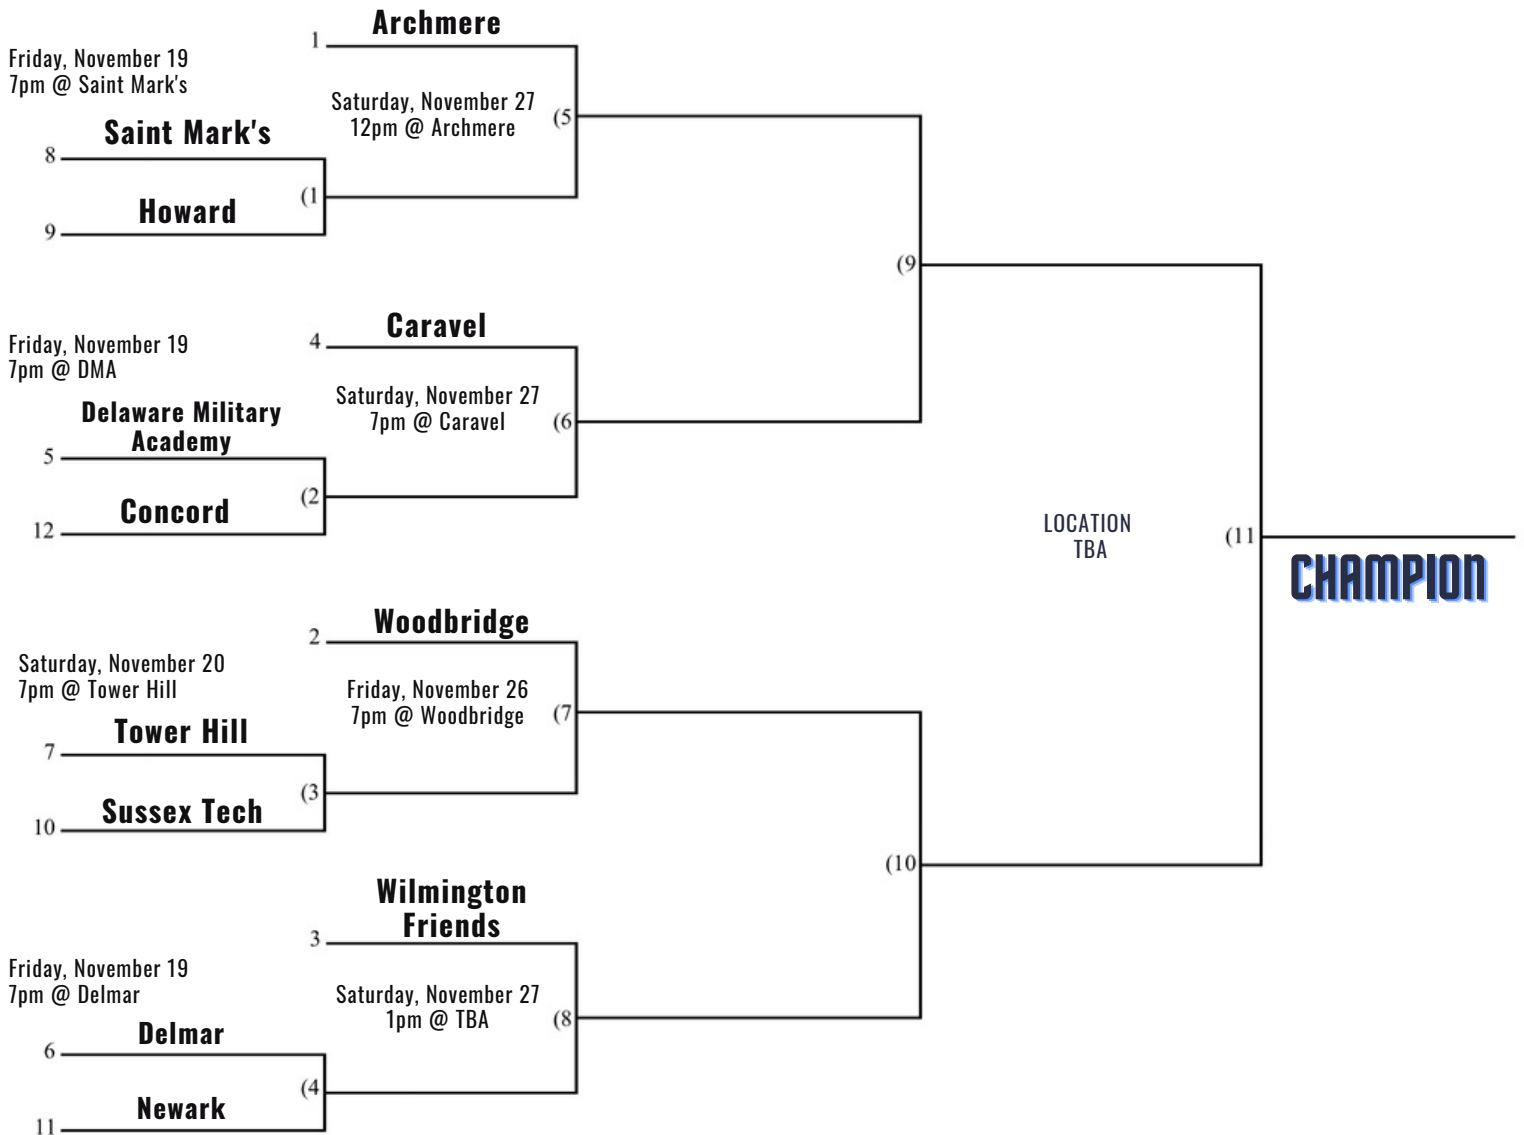 Archmere
1
Friday, November 19
7pm @ Saint Mark's
Saturday, November 27
12pm @ Archmere
(5
Saint Mark's
8
(1
Howard
9
(9
Caravel
4
Friday, November 19
7pm @ DMA
Saturday, November 27
7pm @ Caravel
(6
Delaware Military
Academy
5
(2
Concord
12
LOCATION
TBA
(11
CHAMPION
Woodbridge
2
Saturday, November 20
7pm @ Tower Hill
Friday, November 26
7pm @ Woodbridge
(7
Tower Hill
7
(3
Sussex Tech
10
(10
Wilmington
Friends
3
Friday, November 19
7pm @ Delmar
Saturday, November 27
1pm @ TBA
(8
Delmar
6
(4
Newark
11